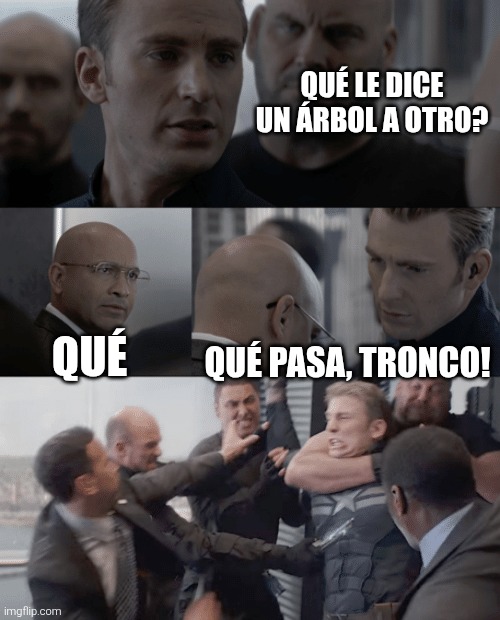 QUÉ LE DICE
UN ÁRBOL A OTRO?
QUÉ
QUÉ PASA, TRONCO!
imgflip.com